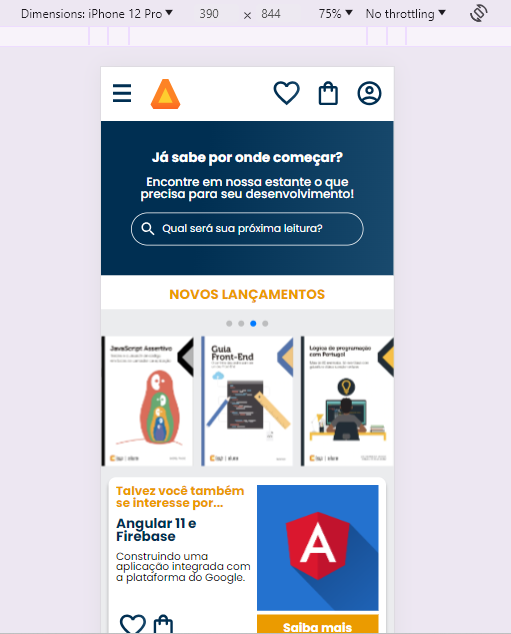 Dimensions: iPhone 12 Pro 390 × 844 75% No throttling
Já sabe por onde começar?
Encontre em nossa estante o que
precisa para seu desenvolvimento!
Qual será sua próxima leitura?
NOVOS LANÇAMENTOS
JavaScript Assertivo
Guia
Front-End
Lógica de programação
com Portugol
Talvez você também
se interesse por...
Angular 11 e
Firebase
Construindo uma
aplicação integrada com
a plataforma do Google.
A
Saiba mais